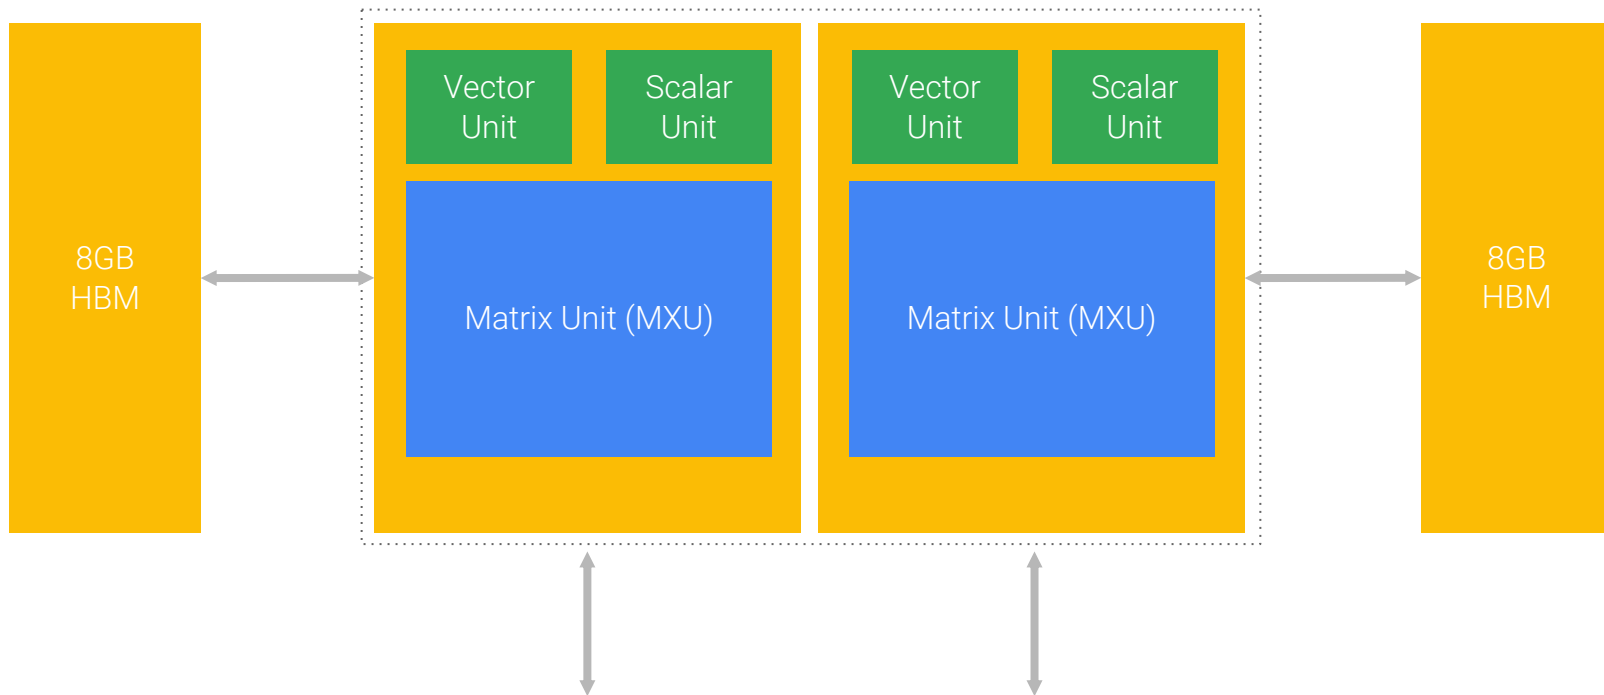 8GB
HBM
Vector
Unit
Scalar
Unit
Matrix Unit (MXU)
Vector
Unit
Scalar
Unit
Matrix Unit (MXU)
8GB
HBM